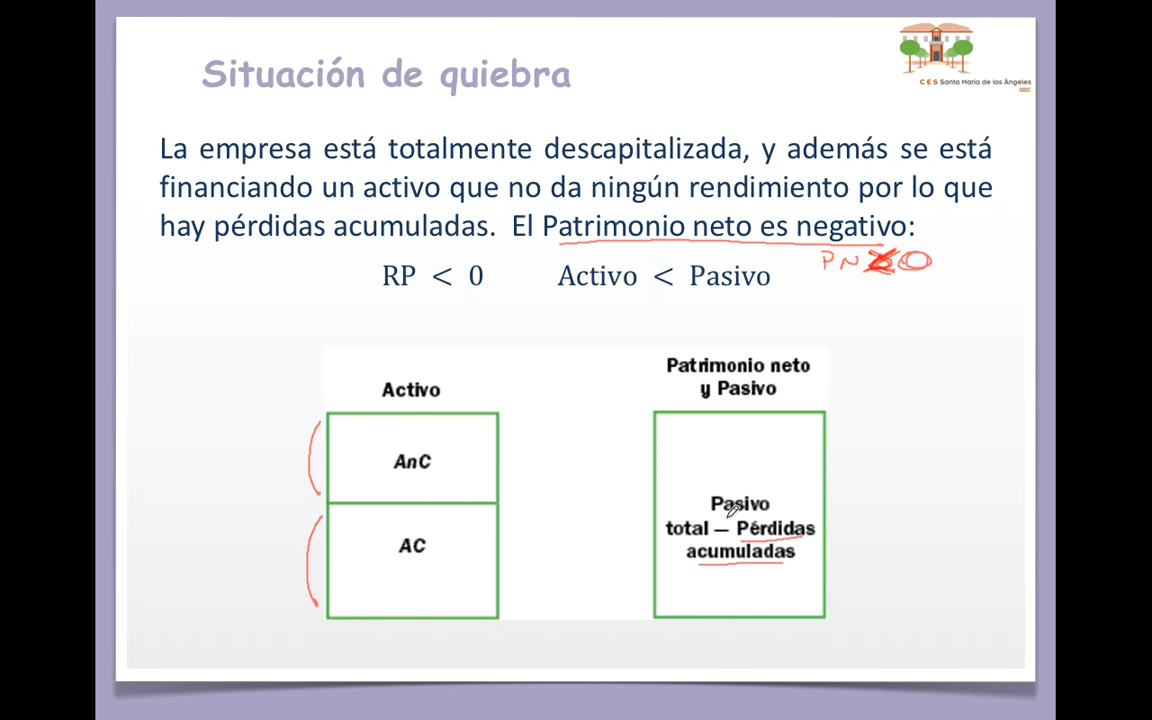 Situación de quiebra
C E S Santa María de los Ángeles
La empresa está totalmente descapitalizada, y además se está
financiando un activo que no da ningún rendimiento por lo que
hay pérdidas acumuladas. El Patrimonio neto es negativo:
PN 0
RP < 0 Activo < Pasivo
Activo
Patrimonio neto
y Pasivo
AnC
AC
Pasivo
total – Pérdidas
acumuladas